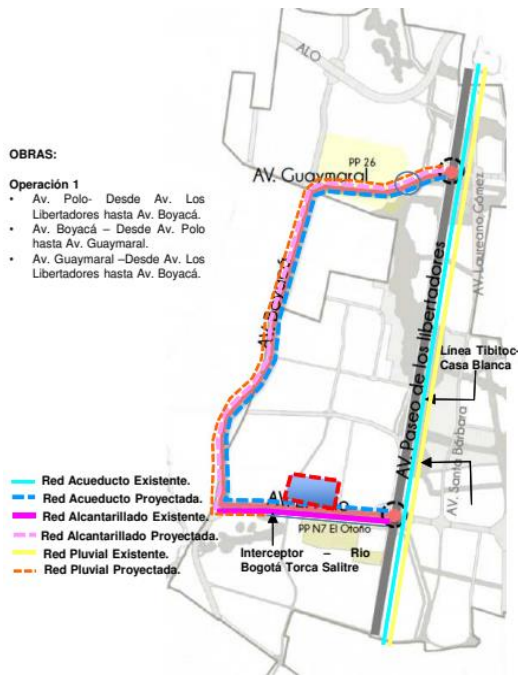 ALO
PP 26
AV. Guaymaral
OBRAS:
Operación 1
• Av. Polo- Desde Av. Los
Libertadores hasta Av. Boyacá.
• Av. Boyacá – Desde Av. Polo
hasta Av. Guaymaral.
• Av. Guaymaral –Desde Av. Los
Libertadores hasta Av. Boyacá.
AV. Laureano Gómez
AV. Paseo de los libertadores
Línea Tibitoc-
Casa Blanca
AV. Santa Bárbara
Red Acueducto Existente.
Red Acueducto Proyectada.
Red Alcantarillado Existente.
Red Alcantarillado Proyectada.
Red Pluvial Existente.
Red Pluvial Proyectada.
PP N7 El Otoño
Interceptor – Rio
Bogotá Torca Salitre